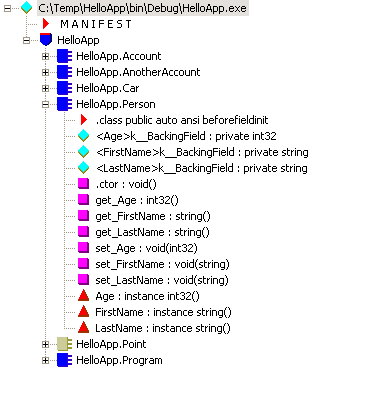 C:\Temp\HelloApp\bin\Debug\HelloApp.exe
M A N I F E S T
HelloApp
HelloApp.Account
HelloApp.AnotherAccount
HelloApp.Car
HelloApp.Person
.class public auto ansi beforefieldinit
<Age>k__BackingField : private int32
<FirstName>k__BackingField : private string
<LastName>k__BackingField : private string
.ctor : void()
get_Age : int32()
get_FirstName : string()
get_LastName : string()
set_Age : void(int32)
set_FirstName : void(string)
set_LastName : void(string)
Age : instance int32()
FirstName : instance string()
LastName : instance string()
HelloApp.Point
HelloApp.Program